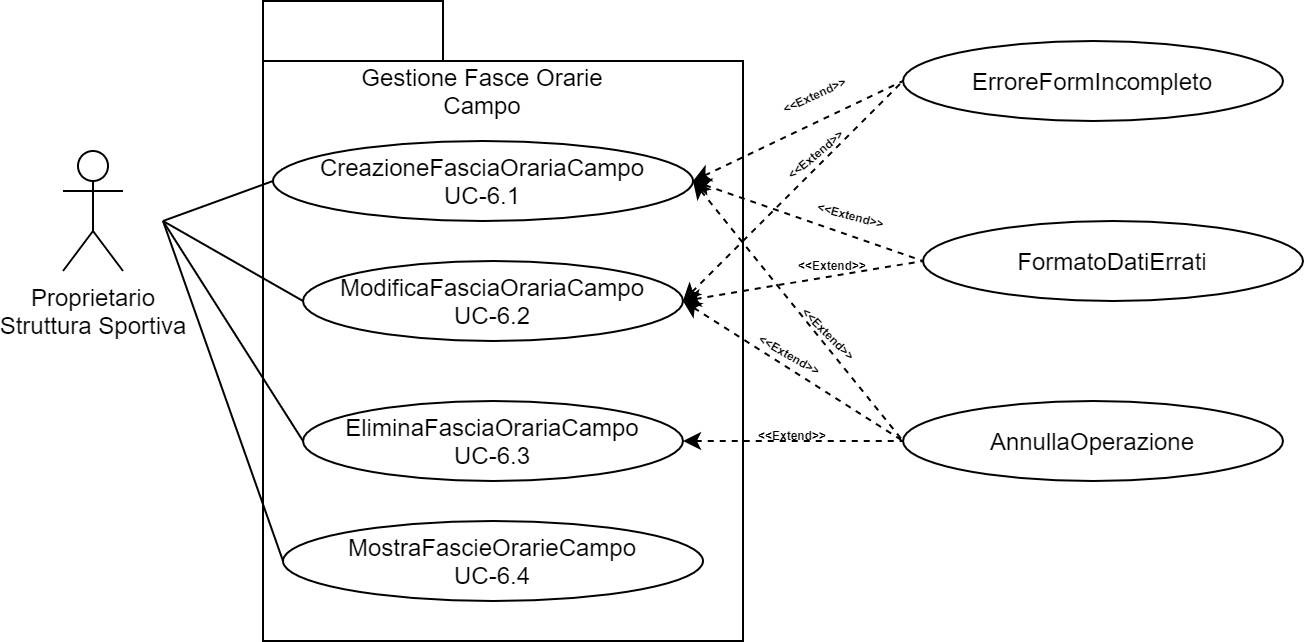 Gestione Fasce Orarie
Campo
CreazioneFasciaOrariaCampo
UC-6.1
ModificaFasciaOrariaCampo
UC-6.2
EliminaFasciaOrariaCampo
UC-6.3
MostraFascieOrarieCampo
UC-6.4
Proprietario
Struttura Sportiva
<<Extend>>
<<Extend>>
<<Extend>>
<<Extend>>
<<Extend>>
<<Extend>>
<<Extend>>
ErroreFormIncompleto
FormatoDatiErrati
AnnullaOperazione